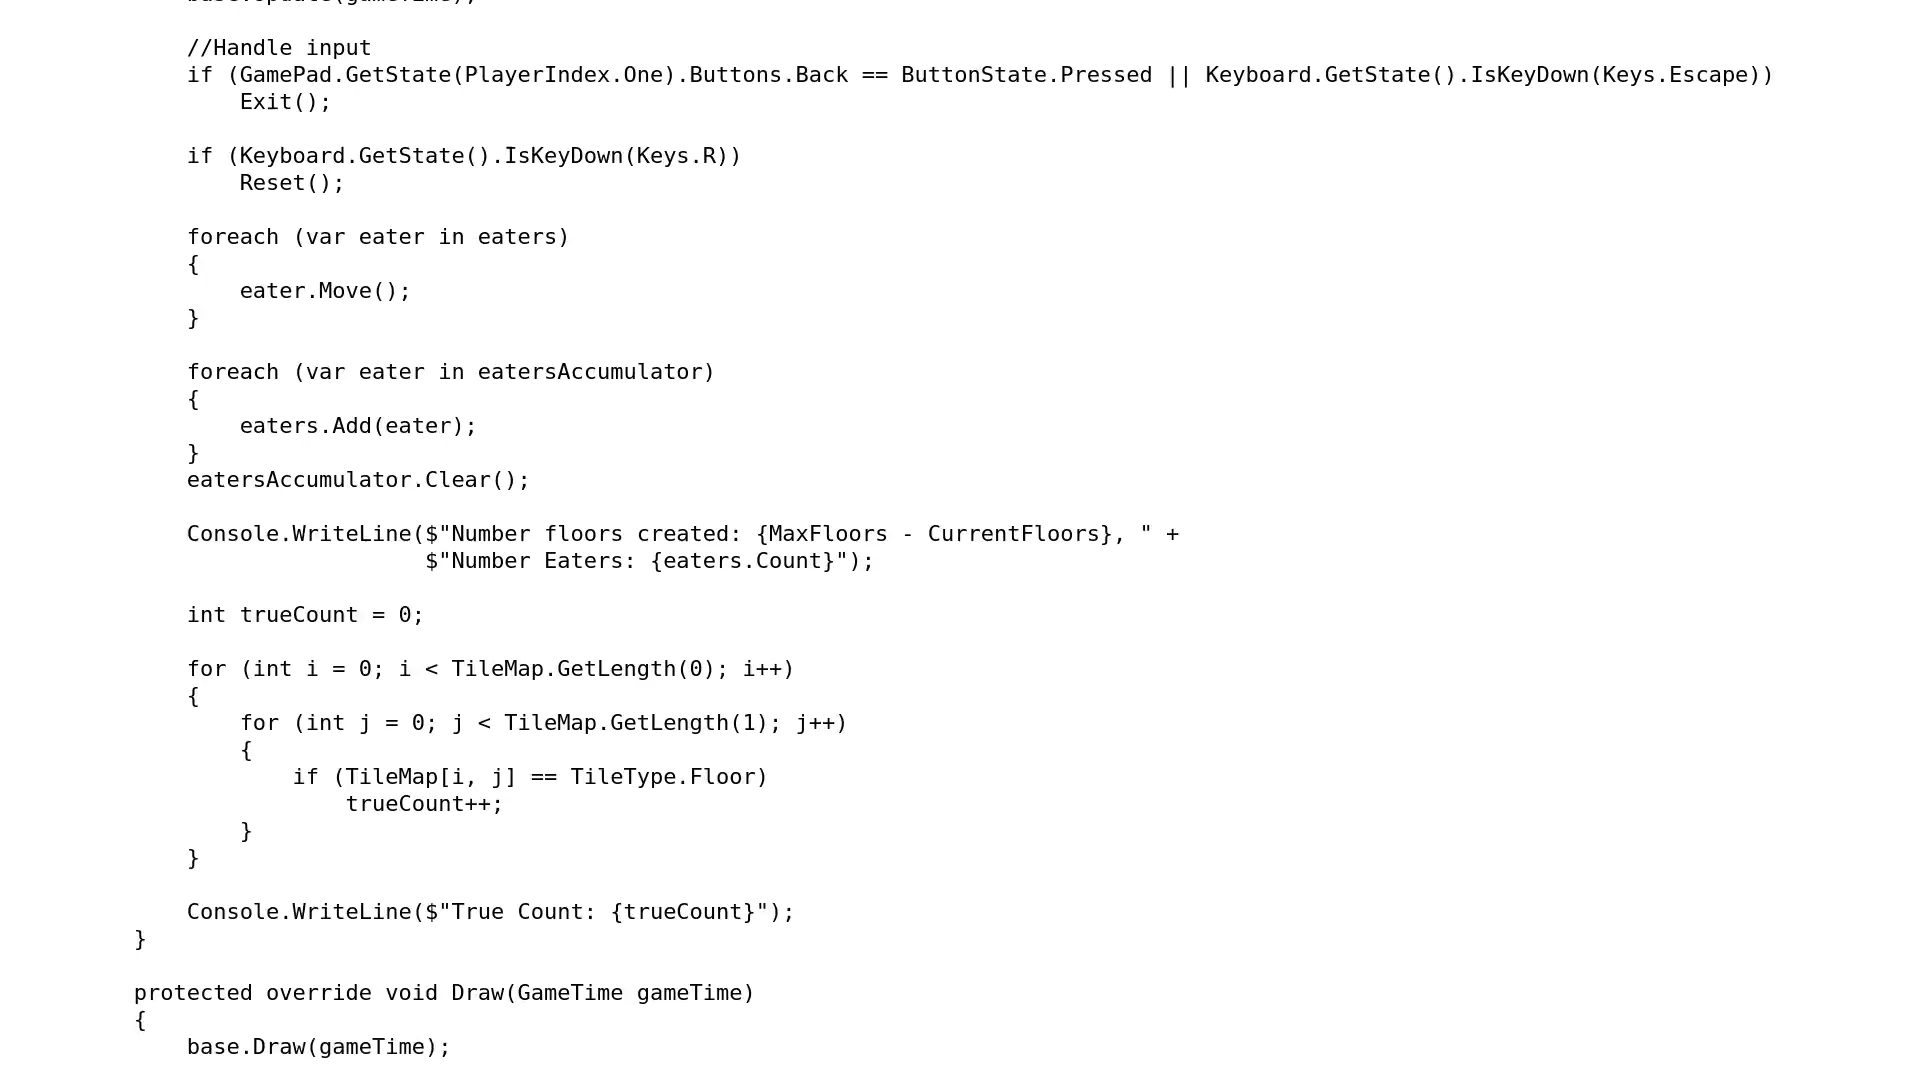 base.Update(gameTime);

        //Handle input
        if (GamePad.GetState(PlayerIndex.One).Buttons.Back == ButtonState.Pressed || Keyboard.GetState().IsKeyDown(Keys.Escape))
            Exit();

        if (Keyboard.GetState().IsKeyDown(Keys.R))
            Reset();

        foreach (var eater in eaters)
        {
            eater.Move();
        }

        foreach (var eater in eatersAccumulator)
        {
            eaters.Add(eater);
        }
        eatersAccumulator.Clear();

        Console.WriteLine($"Number floors created: {MaxFloors - CurrentFloors}, " +
                          $"Number Eaters: {eaters.Count}");

        int trueCount = 0;

        for (int i = 0; i < TileMap.GetLength(0); i++)
        {
            for (int j = 0; j < TileMap.GetLength(1); j++)
            {
                if (TileMap[i, j] == TileType.Floor)
                    trueCount++;
            }
        }

        Console.WriteLine($"True Count: {trueCount}");
    }

    protected override void Draw(GameTime gameTime)
    {
        base.Draw(gameTime);